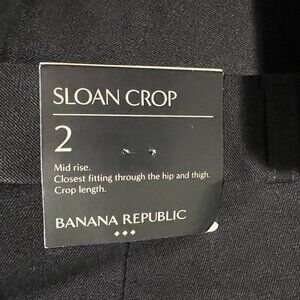 SLOAN CROP
2
Mid rise.
Closest fitting through the hip and thigh.
Crop length.
BANANA REPUBLIC